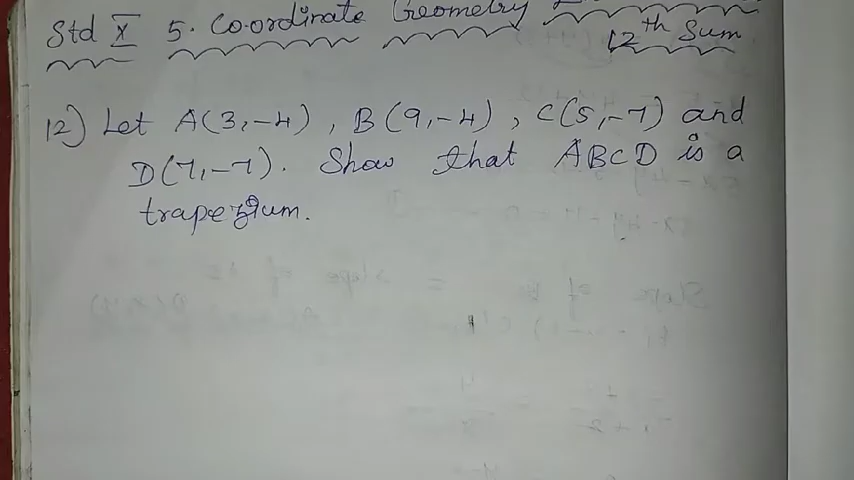 Std X 5. Co-ordinate Geometry
12th Sum
12) Let A(3,-4), B(9,-4), C(5,-7) and
D(7,-7). Show that ABCD is a
trapezium.